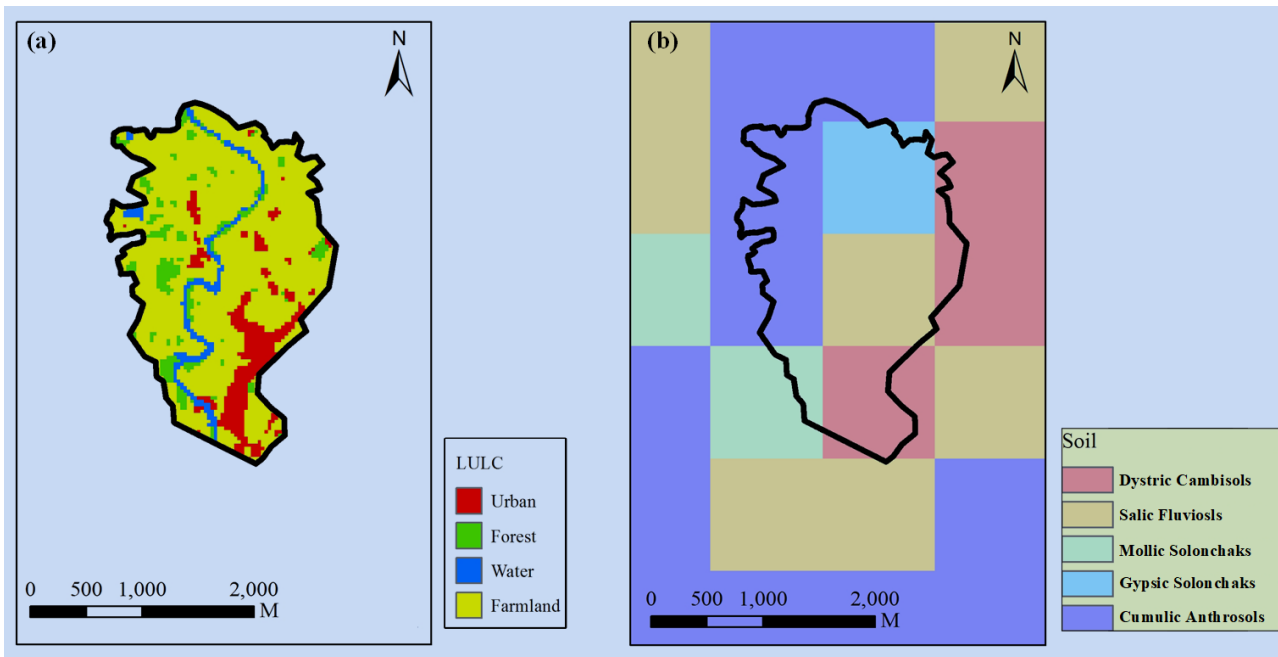 (a)
N
LULC
Urban
Forest
Water
Farmland
0 500 1,000 2,000
M
(b)
N
Soil
Dystric Cambisols
Salic Fluviosls
Mollic Solonchaks
Gypsic Solonchaks
Cumulic Anthrosols
0 500 1,000 2,000
M